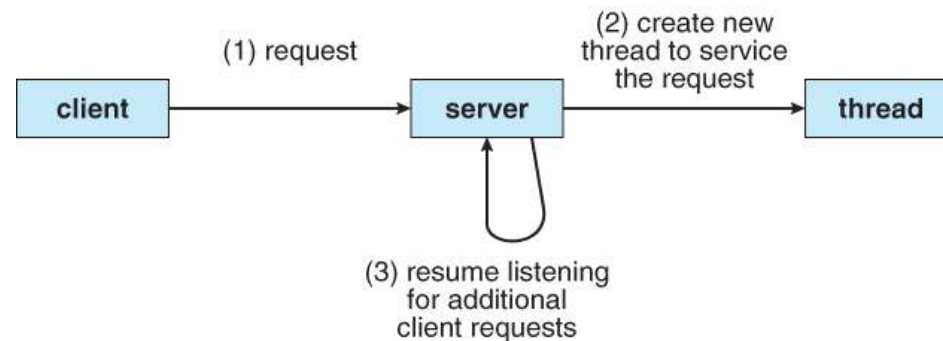 (1) request
(2) create new
thread to service
the request
client
server
thread
(3) resume listening
for additional
client requests